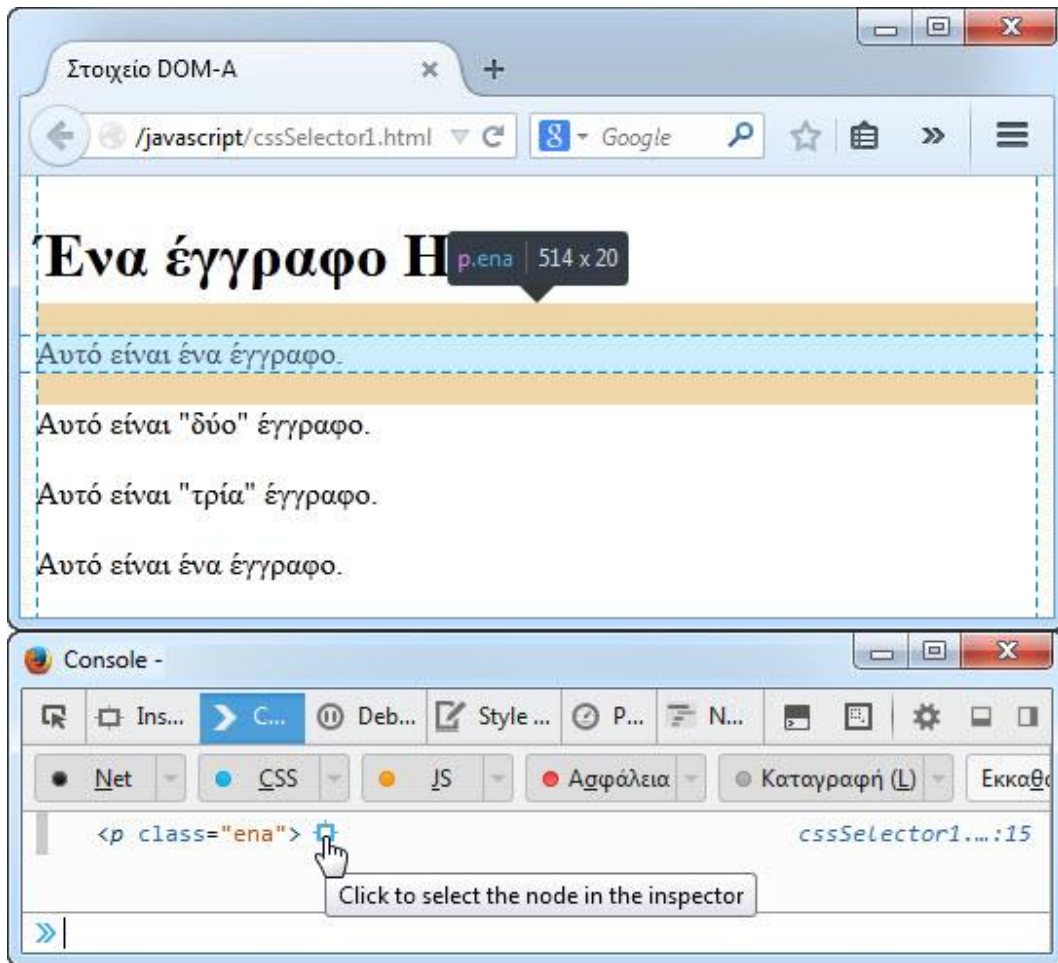 Στοιχείο DOM-A
/javascript/cssSelector1.html Google
Ένα έγγραφο H
p.ena 514 x 20
Αυτό είναι ένα έγγραφο.
Αυτό είναι "δύο" έγγραφο.
Αυτό είναι "τρία" έγγραφο.
Αυτό είναι ένα έγγραφο.
Console -
Ins... C... Deb... Style ... P... N...
Net CSS JS Ασφάλεια Καταγραφή (L) Εκκαθα
<p class="ena"> cssSelector1.…:15
Click to select the node in the inspector